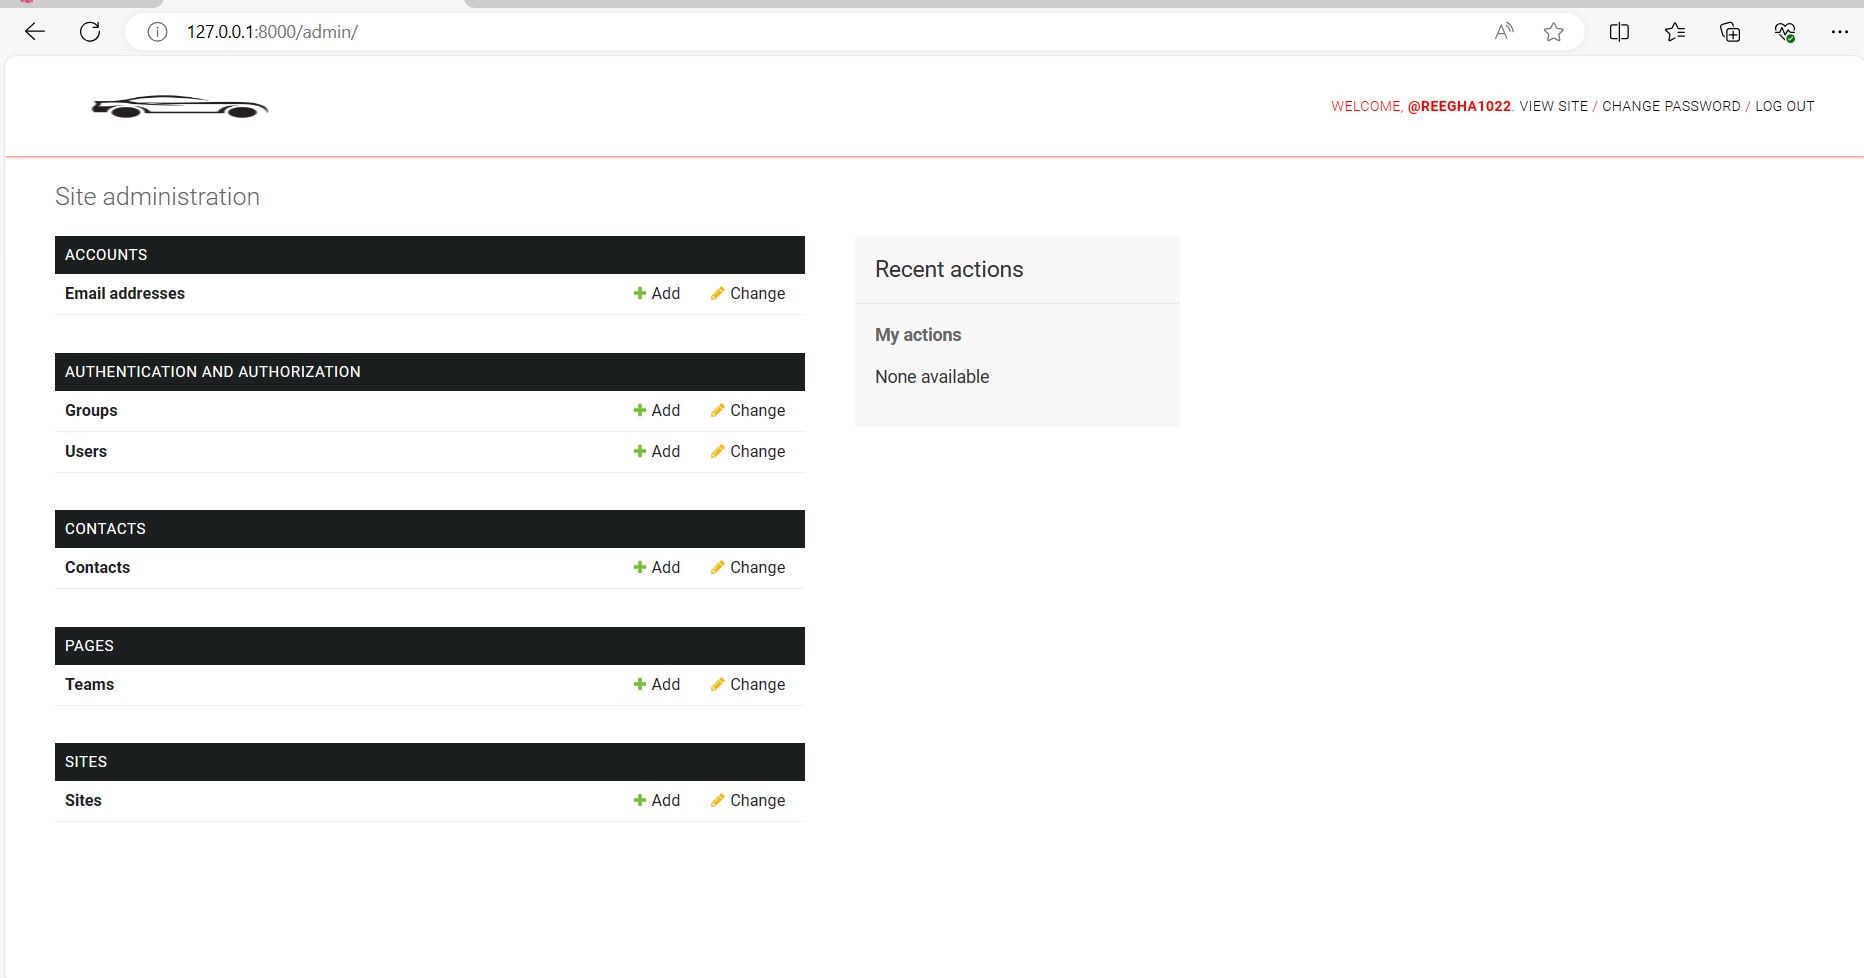 127.0.0.1:8000/admin/
WELCOME, @REEGHA1022. VIEW SITE / CHANGE PASSWORD / LOG OUT
Site administration
ACCOUNTS
Email addresses Add Change
AUTHENTICATION AND AUTHORIZATION
Groups Add Change
Users Add Change
CONTACTS
Contacts Add Change
PAGES
Teams Add Change
SITES
Sites Add Change
Recent actions
My actions
None available